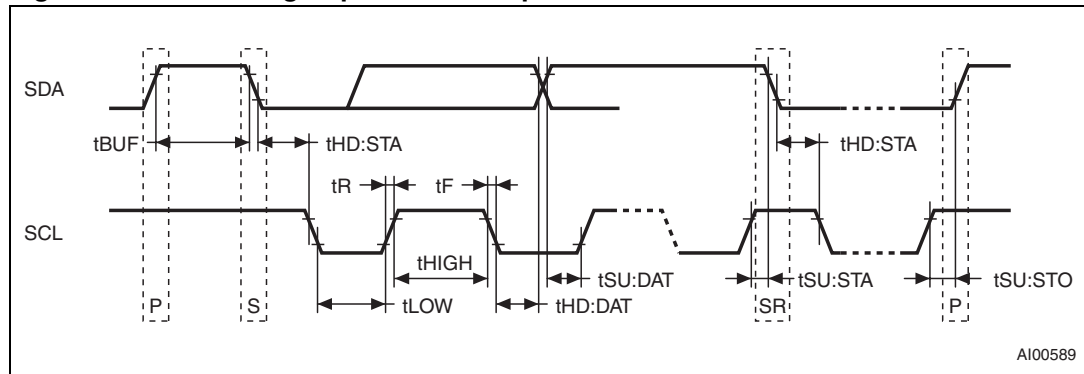 SDA
tBUF
tHD:STA
tHD:STA
tR
tF
SCL
tHIGH
tSU:DAT
tSU:STA
tSU:STO
tLOW
tHD:DAT
P
S
SR
P
AI00589